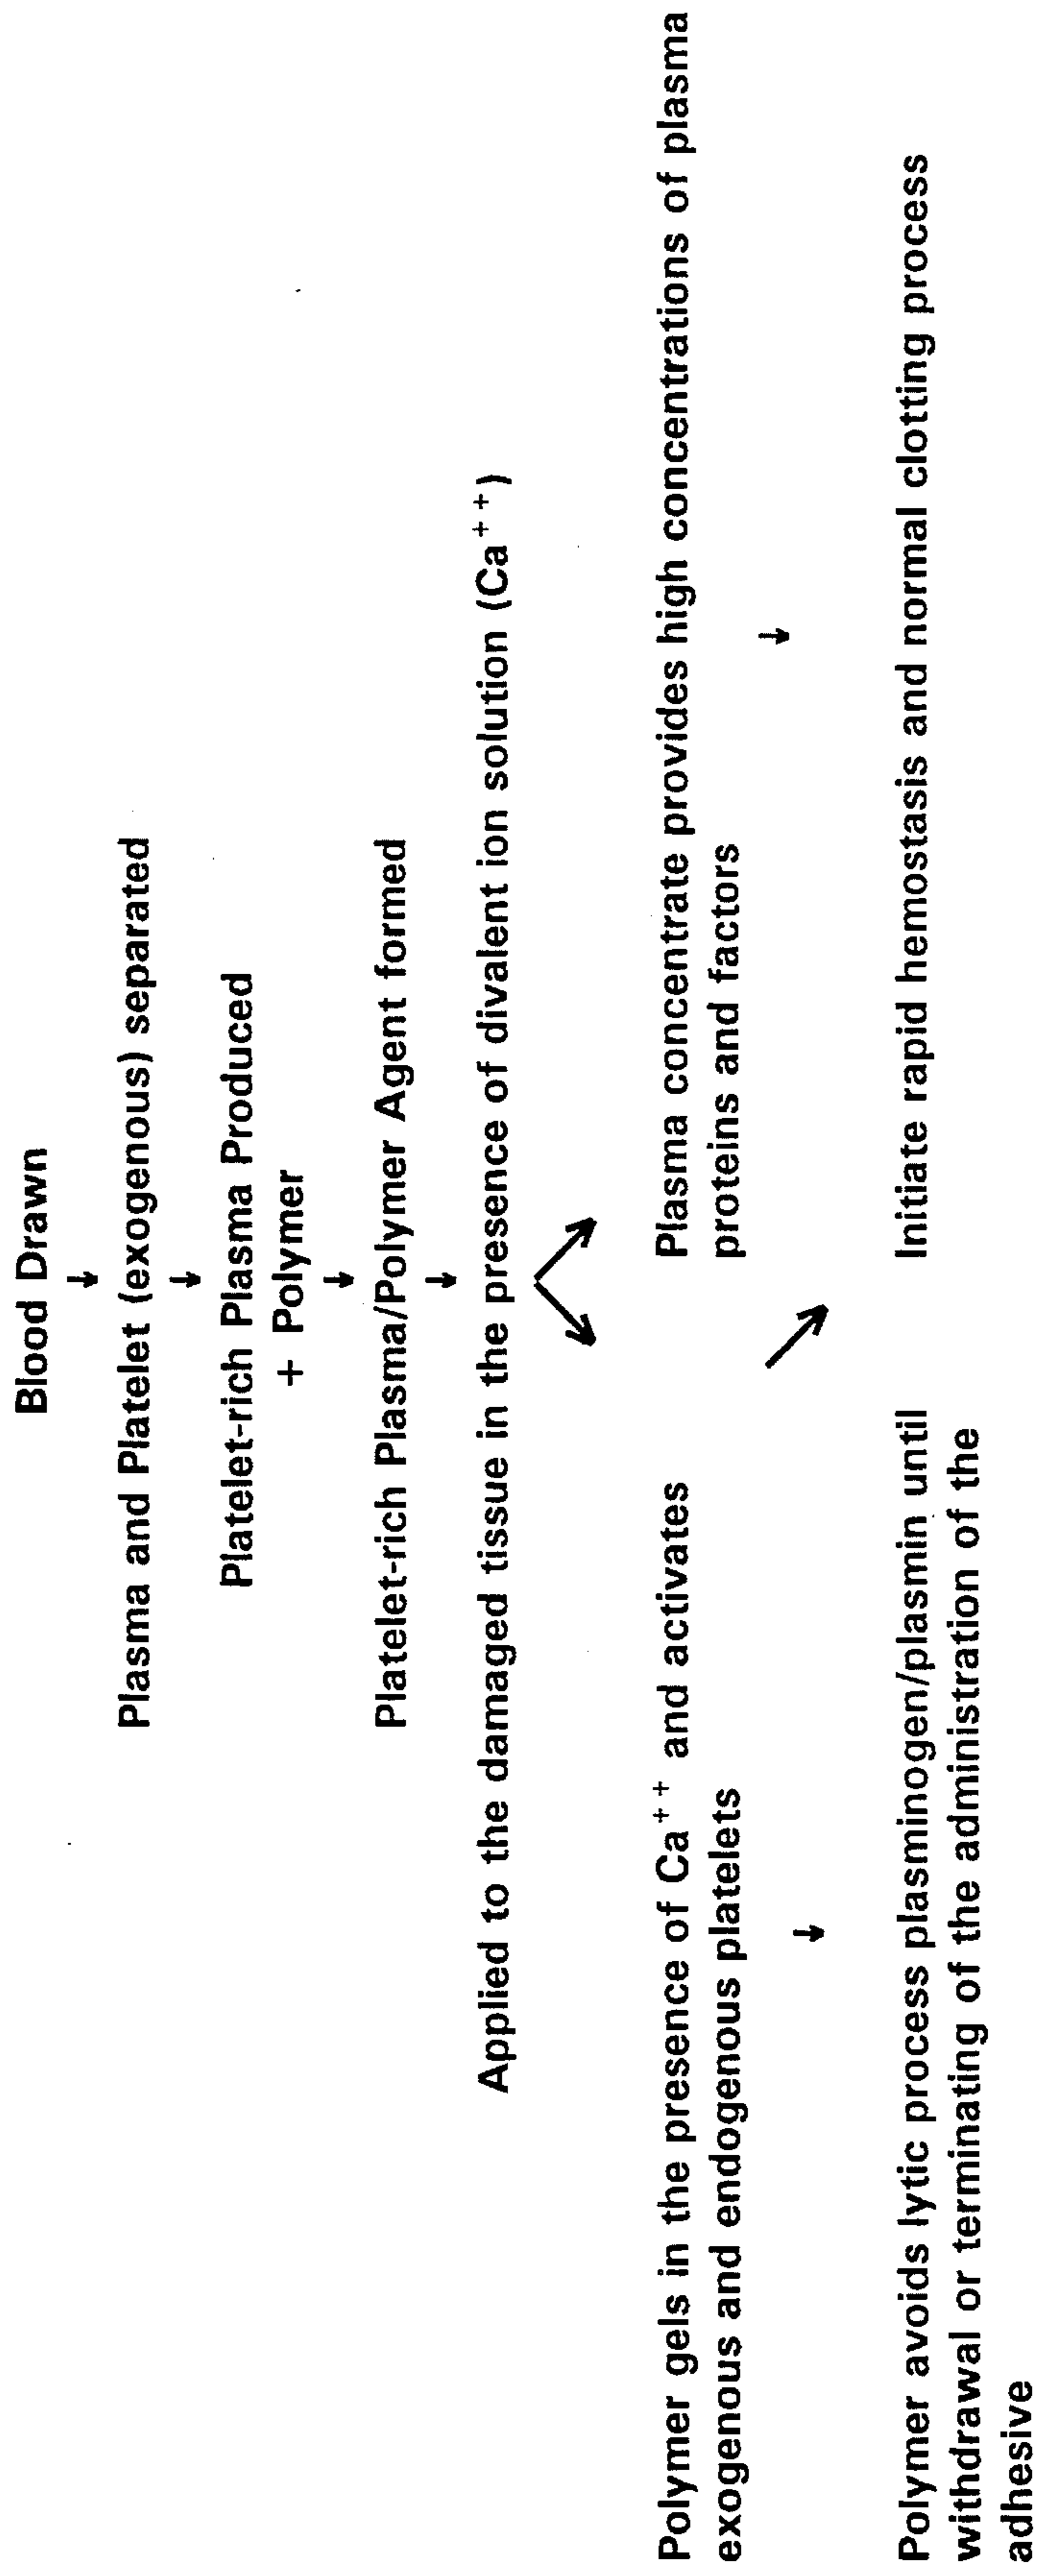 Blood Drawn
↓
Plasma and Platelet (exogenous) separated
↓
Platelet-rich Plasma Produced
+ Polymer
↓
Platelet-rich Plasma/Polymer Agent formed
↓
Applied to the damaged tissue in the presence of divalent ion solution (Ca++)
Polymer gels in the presence of Ca++ and activates
exogenous and endogenous platelets
↓
Polymer avoids lytic process plasminogen/plasmin until
withdrawal or terminating of the administration of the
adhesive
Plasma concentrate provides high concentrations of plasma
proteins and factors
↓
Initiate rapid hemostasis and normal clotting process